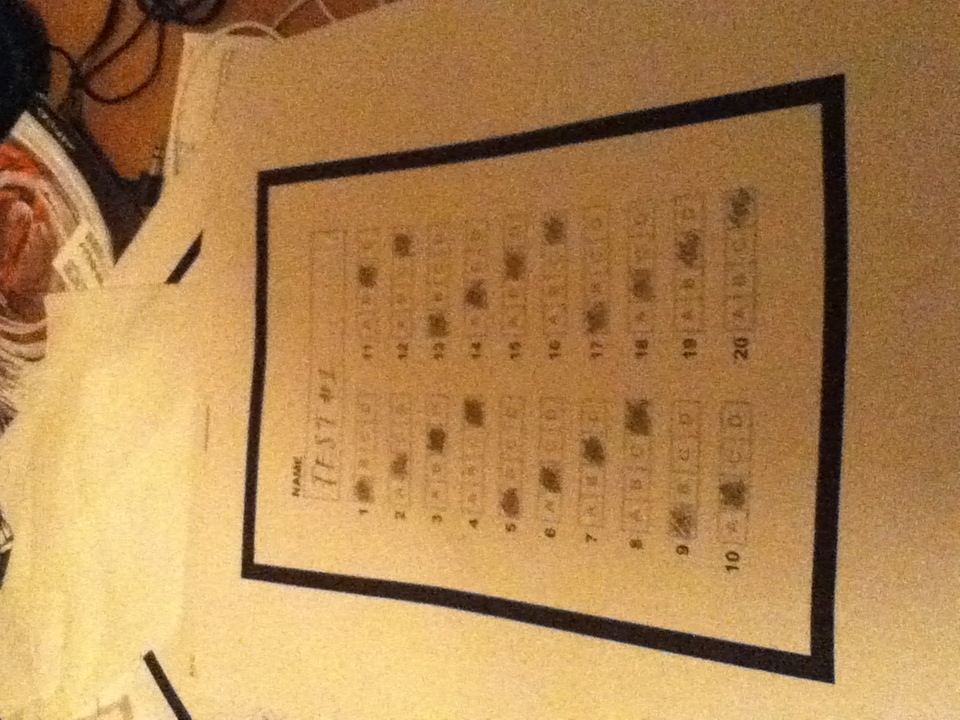 NAME
TEST #1
1 B C D
2 A C D
3 A B D
4 A B C
5 B C D
6 A C D
7 A B D
8 A B C
9 B C D
10 A C D
11 A B D
12 A B C
13 B C D
14 A C D
15 A B D
16 A B C
17 B C D
18 A C D
19 A B D
20 A B C